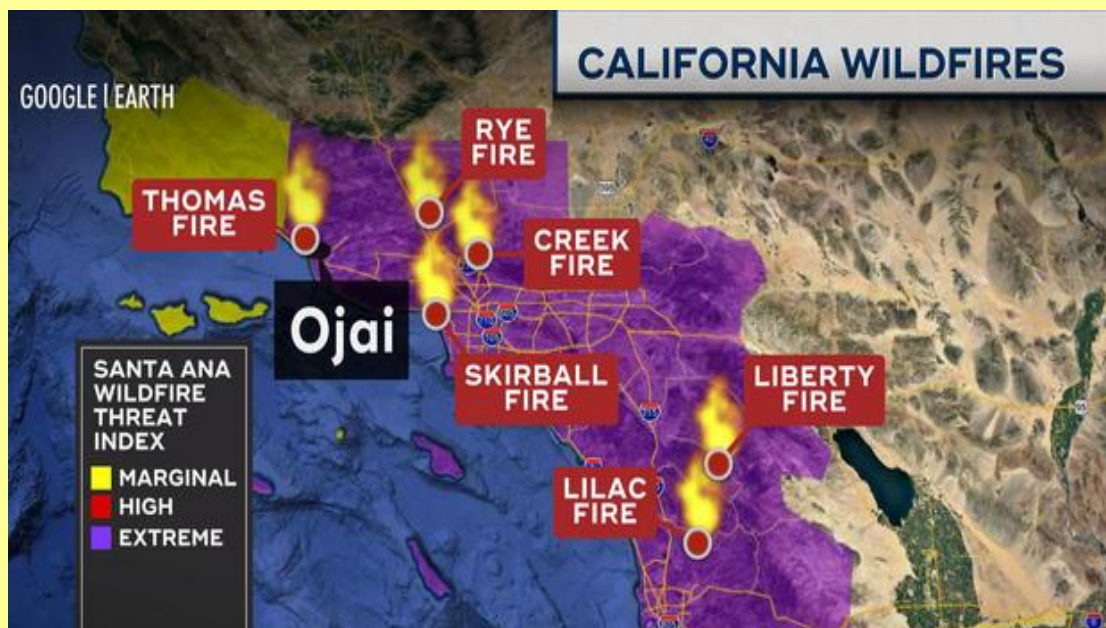 CALIFORNIA WILDFIRES
GOOGLE | EARTH
RYE
FIRE
THOMAS
FIRE
CREEK
FIRE
Ojai
SKIRBALL
FIRE
LIBERTY
FIRE
LILAC
FIRE
SANTA ANA
WILDFIRE
THREAT
INDEX
MARGINAL
HIGH
EXTREME